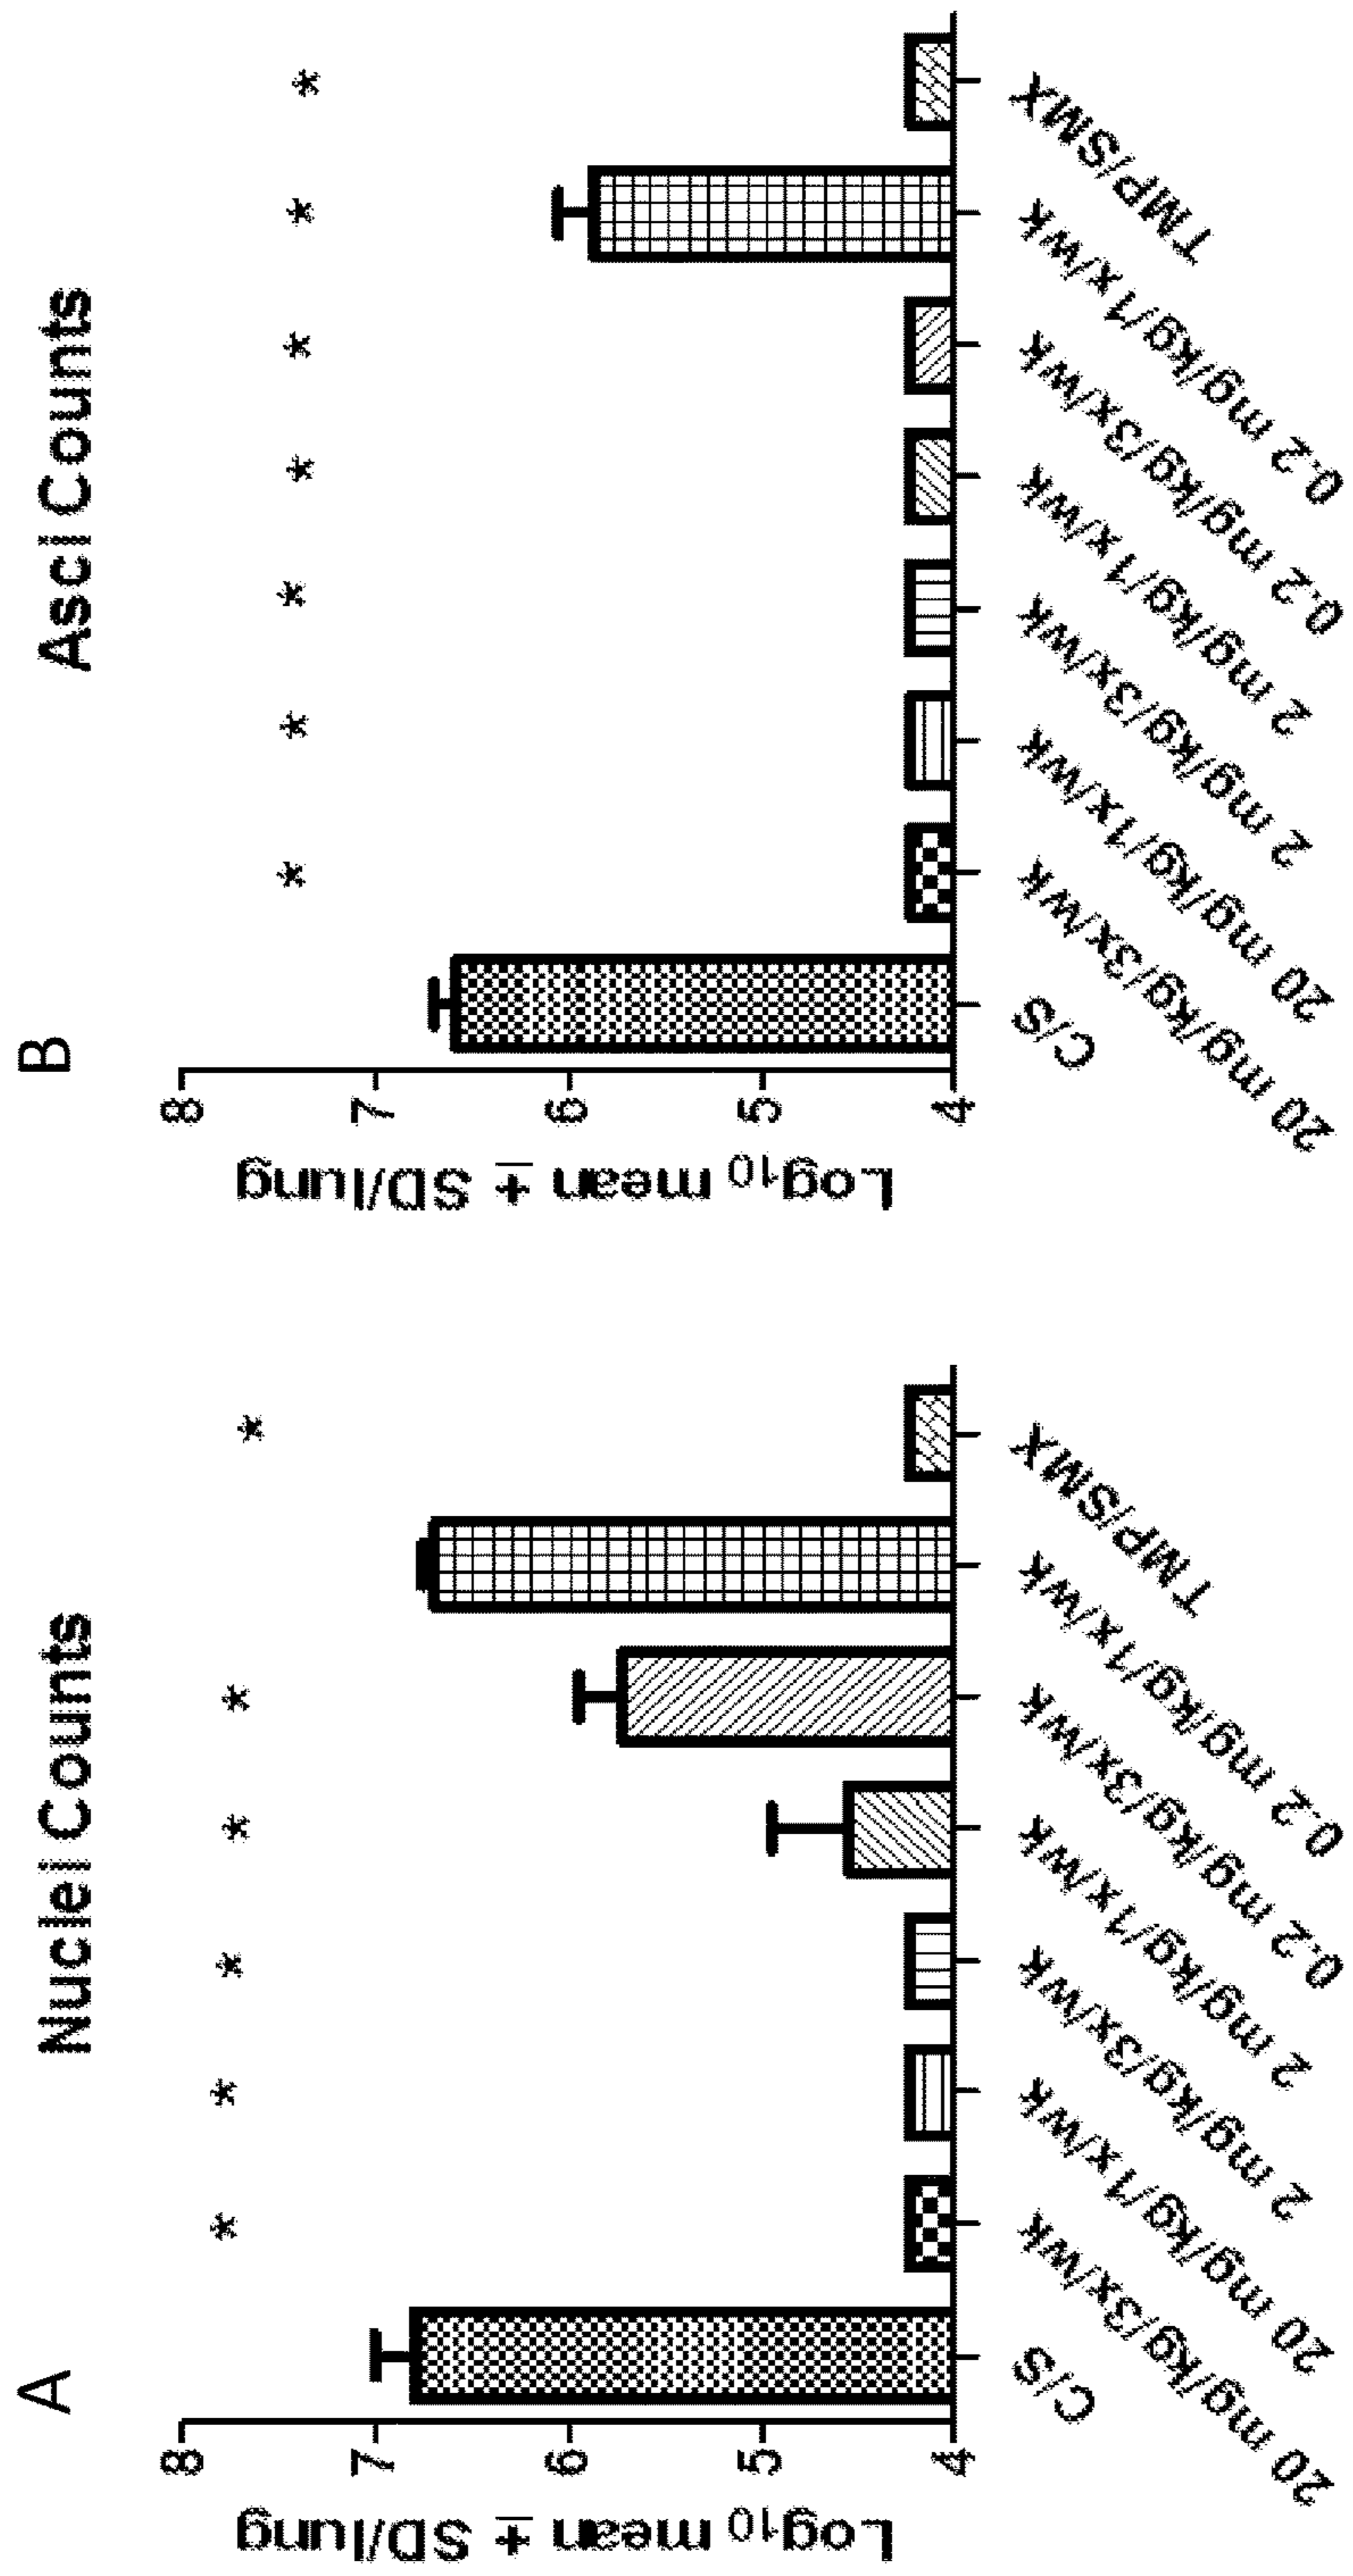 A
Nuclei Counts
Log10 mean ± SD/lung
8
7
6
5
4
* * * * * *
C/S
20 mg/kg/3x/wk
20 mg/kg/1x/wk
2 mg/kg/3x/wk
2 mg/kg/1x/wk
0.2 mg/kg/3x/wk
0.2 mg/kg/1x/wk
TMP/SMX
B
Asci Counts
Log10 mean ± SD/lung
8
7
6
5
4
* * * * * * *
C/S
20 mg/kg/3x/wk
20 mg/kg/1x/wk
2 mg/kg/3x/wk
2 mg/kg/1x/wk
0.2 mg/kg/3x/wk
0.2 mg/kg/1x/wk
TMP/SMX